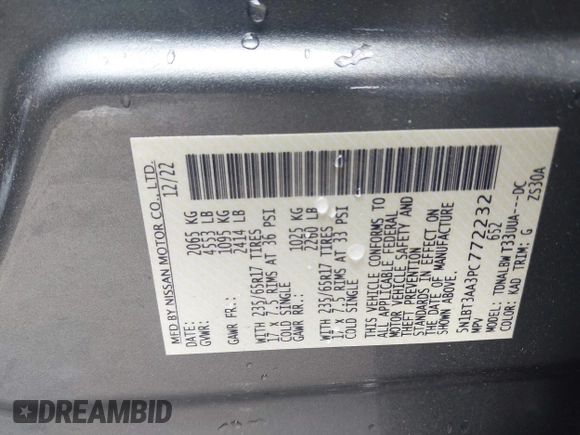 MFD BY NISSAN MOTOR CO., LTD.
DATE: 12/22
GVWR: 2065 KG
4553 LB
GAWR FR.: 1095 KG
2414 LB
WITH 235/65R17 TIRES
17 x 7.5 RIMS AT 36 PSI
COLD SINGLE
GAWR RR.: 1025 KG
2260 LB
WITH 235/65R17 TIRES
17 x 7.5 RIMS AT 33 PSI
COLD SINGLE
THIS VEHICLE CONFORMS TO
ALL APPLICABLE FEDERAL
MOTOR VEHICLE SAFETY AND
THEFT PREVENTION
STANDARDS IN EFFECT ON
THE DATE OF MANUFACTURE
SHOWN ABOVE.
5N1BT3AA3PC772232
MPV 652
MODEL: TDNALBW T33UUA---DC
COLOR: KAD TRIM: G ZS30A
DREAMBID